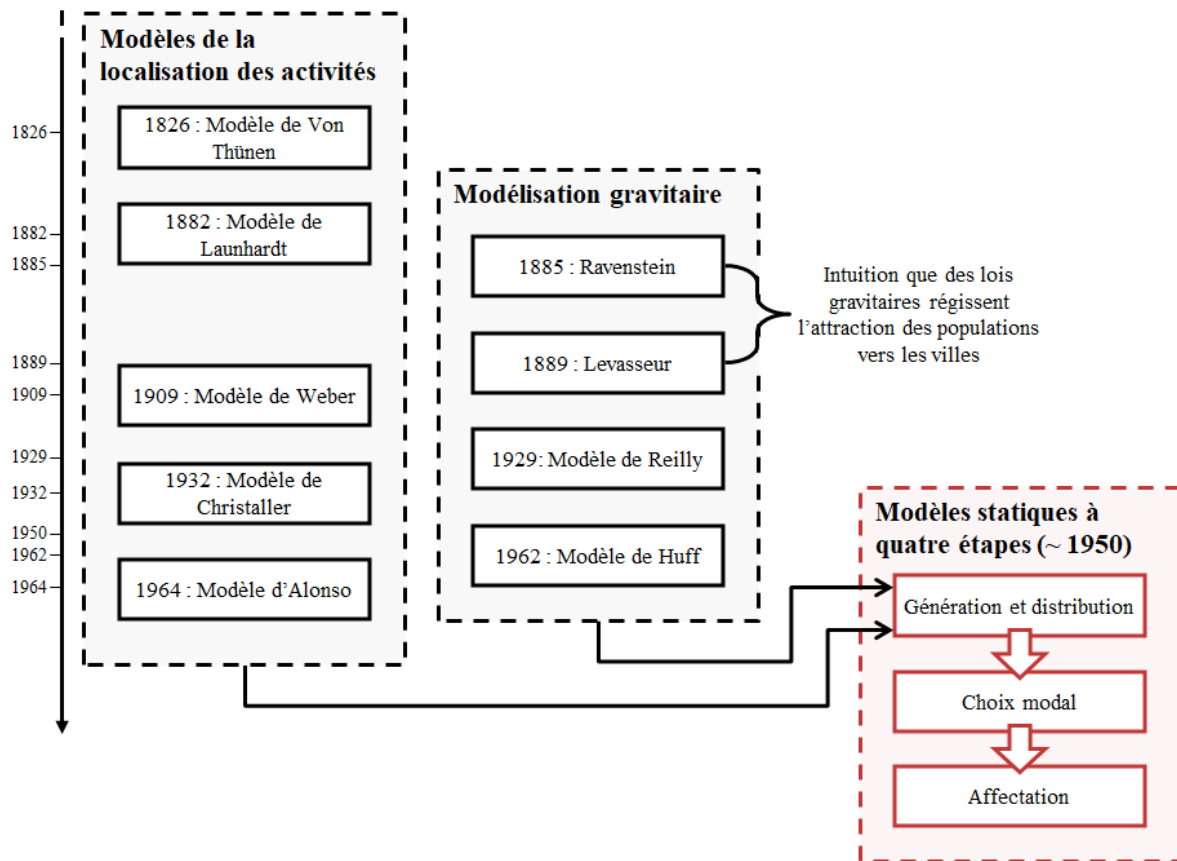 Modèles de la
localisation des activités
1826 : Modèle de Von
Thünen
1882 : Modèle de
Launhardt
1909 : Modèle de Weber
1932 : Modèle de
Christaller
1964 : Modèle d'Alonso
1826
1882
1885
1889
1909
1929
1932
1950
1962
1964
Modélisation gravitaire
1885 : Ravenstein
1889 : Levasseur
1929: Modèle de Reilly
1962 : Modèle de Huff
Intuition que des lois
gravitaires régissent
l'attraction des populations
vers les villes
Modèles statiques à
quatre étapes (~ 1950)
Génération et distribution
Choix modal
Affectation